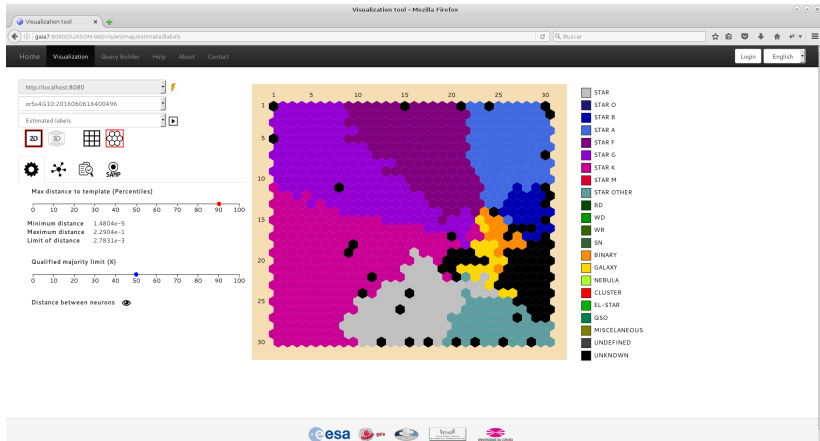 Visualization tool - Mozilla Firefox
Visualization tool
gaia7:8080/GUASOM-WebVis/en/map/estimatedlabels
Buscar
Home Visualization Query Builder Help About Contact Login English
http://localhost:8080
or5s4G10:2016060616400496
Estimated labels
2D 3D
SAMP
Max distance to template (Percentiles)
0 10 20 30 40 50 60 70 80 90 100
Minimum distance 1.4804e-5
Maximum distance 2.2904e-1
Limit of distance 2.7831e-3
Qualified majority limit (%)
0 10 20 30 40 50 60 70 80 90 100
Distance between neurons
1 5 10 15 20 25 30
1
5
10
15
20
25
30
STAR
STAR O
STAR B
STAR A
STAR F
STAR G
STAR K
STAR M
STAR OTHER
BD
WD
WR
SN
BINARY
GALAXY
NEBULA
CLUSTER
EL-STAR
QSO
MISCELANEOUS
UNDEFINED
UNKNOWN
esa gaia